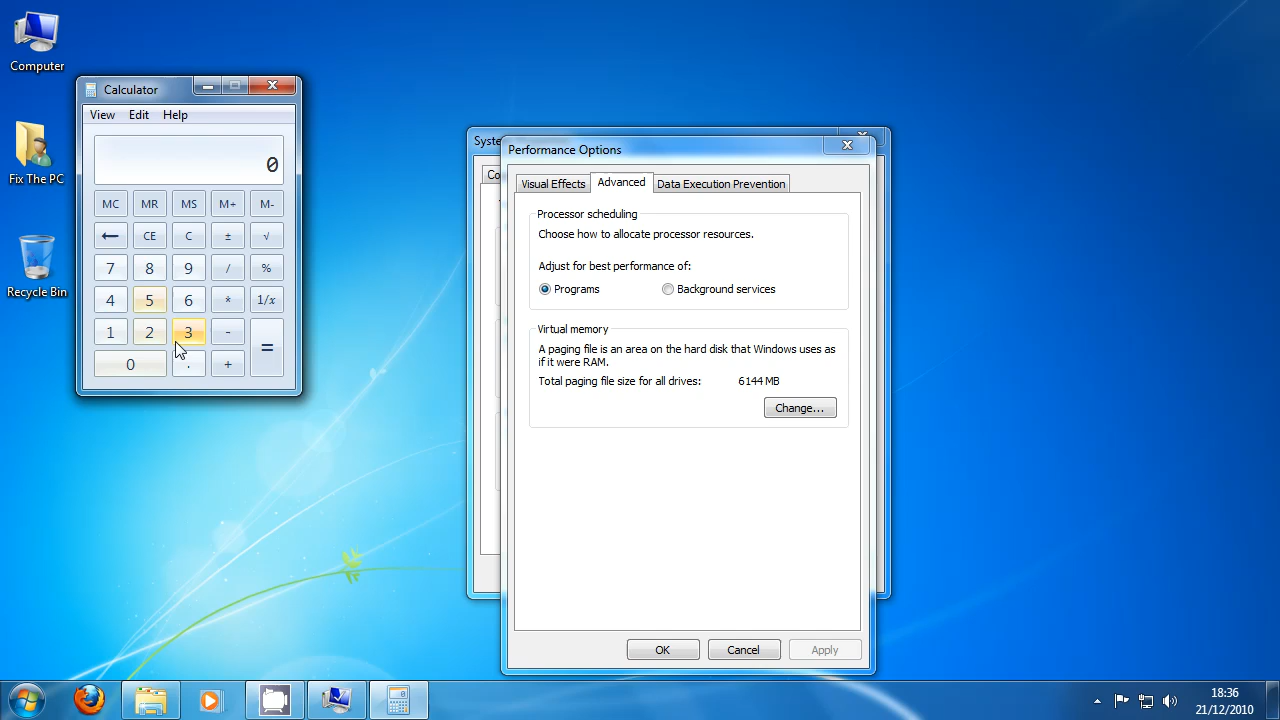 Computer
Fix The PC
Recycle Bin
Calculator
View Edit Help
0
MC MR MS M+ M-
← CE C ± √
7 8 9 / %
4 5 6 * 1/x
1 2 3 - =
0 . +
Syste
Co
Performance Options
Visual Effects Advanced Data Execution Prevention
Processor scheduling
Choose how to allocate processor resources.
Adjust for best performance of:
Programs Background services
Virtual memory
A paging file is an area on the hard disk that Windows uses as
if it were RAM.
Total paging file size for all drives: 6144 MB
Change...
OK Cancel Apply
18:36
21/12/2010